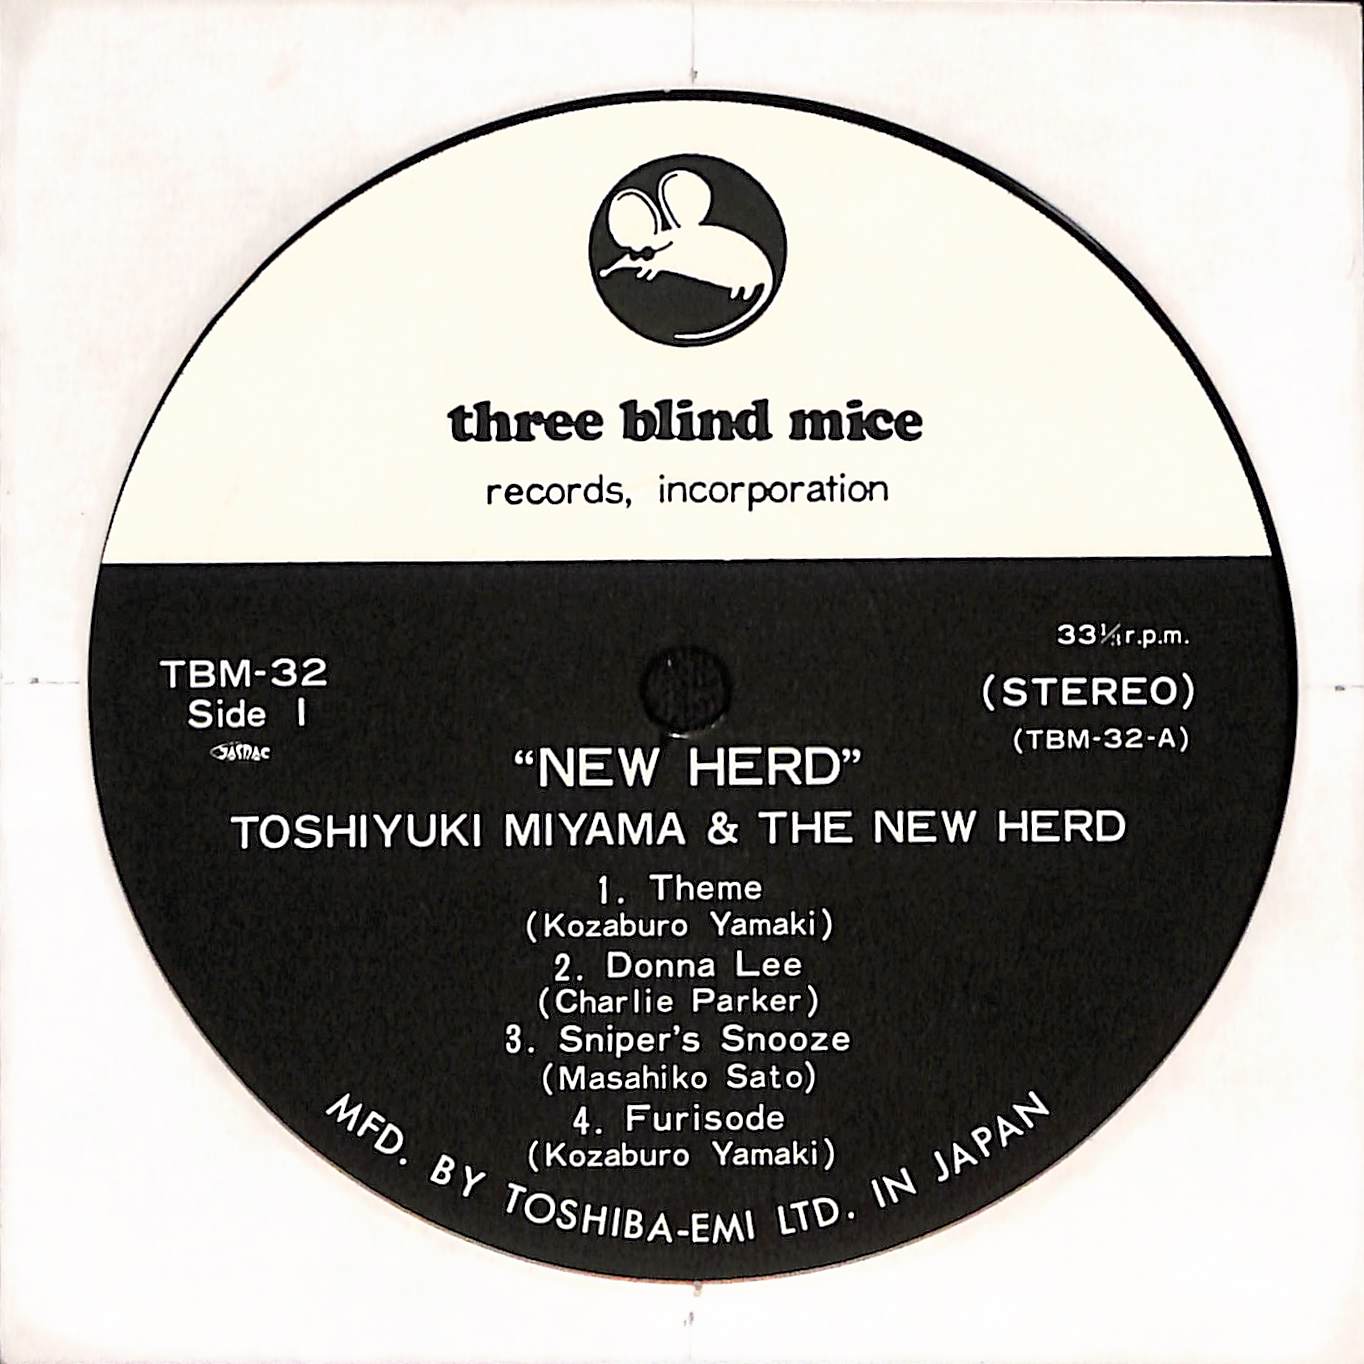 three blind mice
records, incorporation
33⅓ r.p.m.
TBM-32
(STEREO)
Side 1
(TBM-32-A)
JASRAC
“NEW HERD”
TOSHIYUKI MIYAMA & THE NEW HERD
1. Theme
(Kozaburo Yamaki)
2. Donna Lee
(Charlie Parker)
3. Sniper's Snooze
(Masahiko Sato)
4. Furisode
(Kozaburo Yamaki)
MFD. BY TOSHIBA-EMI LTD. IN JAPAN